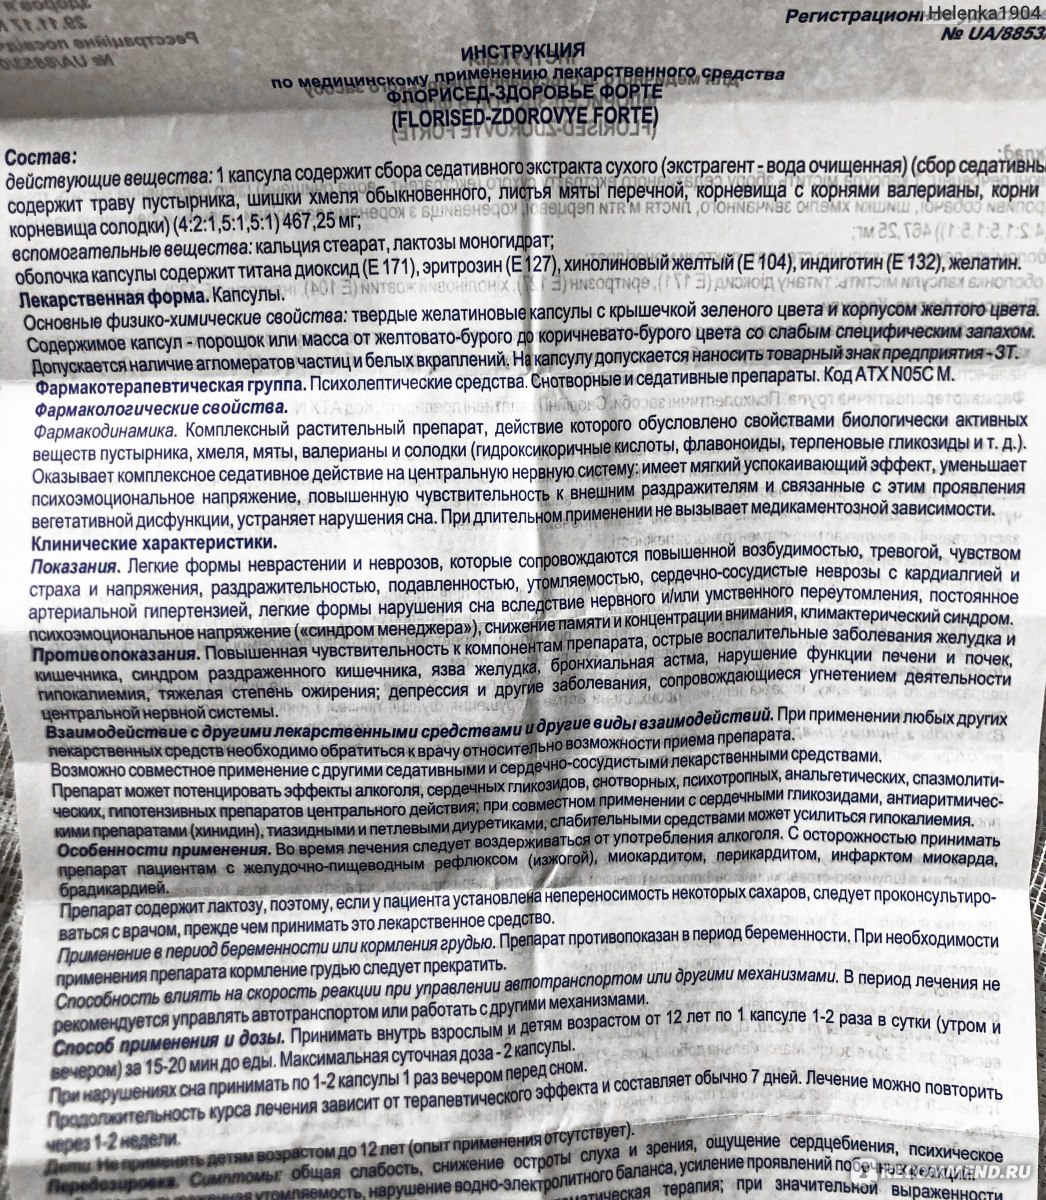 Регистрацион
Helenka1904
№ UA/8853/
ИНСТРУКЦИЯ
по медицинскому применению лекарственного средства
ФЛОРИСЕД-ЗДОРОВЬЕ ФОРТЕ
(FLORISED-ZDOROVYE FORTE)
Состав:
действующие вещества: 1 капсула содержит сбора седативного экстракта сухого (экстрагент - вода очищенная) (сбор седативны
содержит траву пустырника, шишки хмеля обыкновенного, листья мяты перечной, корневища с корнями валерианы, корни
корневища солодки) (4:2:1,5:1,5:1) 467,25 мг;
вспомогательные вещества: кальция стеарат, лактозы моногидрат;
оболочка капсулы содержит титана диоксид (Е 171), эритрозин (Е 127), хинолиновый желтый (Е 104), индиготин (Е 132), желатин.
Лекарственная форма. Капсулы.
Основные физико-химические свойства: твердые желатиновые капсулы с крышечкой зеленого цвета и корпусом желтого цвета.
Содержимое капсул - порошок или масса от желтовато-бурого до коричневато-бурого цвета со слабым специфическим запахом.
Допускается наличие агломератов частиц и белых вкраплений. На капсулу допускается наносить товарный знак предприятия - ЗТ.
Фармакотерапевтическая группа. Психолептические средства. Снотворные и седативные препараты. Код АТХ N05C M.
Фармакологические свойства.
Фармакодинамика. Комплексный растительный препарат, действие которого обусловлено свойствами биологически активных
веществ пустырника, хмеля, мяты, валерианы и солодки (гидроксикоричные кислоты, флавоноиды, терпеновые гликозиды и т. д.).
Оказывает комплексное седативное действие на центральную нервную систему: имеет мягкий успокаивающий эффект, уменьшает
психоэмоциональное напряжение, повышенную чувствительность к внешним раздражителям и связанные с этим проявления
вегетативной дисфункции, устраняет нарушения сна. При длительном применении не вызывает медикаментозной зависимости.
Клинические характеристики.
Показания. Легкие формы неврастении и неврозов, которые сопровождаются повышенной возбудимостью, тревогой, чувством
страха и напряжения, раздражительностью, подавленностью, утомляемостью, сердечно-сосудистые неврозы с кардиалгией и
артериальной гипертензией, легкие формы нарушения сна вследствие нервного и/или умственного переутомления, постоянное
психоэмоциональное напряжение («синдром менеджера»), снижение памяти и концентрации внимания, климактерический синдром.
Противопоказания. Повышенная чувствительность к компонентам препарата, острые воспалительные заболевания желудка и
кишечника, синдром раздраженного кишечника, язва желудка, бронхиальная астма, нарушение функции печени и почек,
гипокалиемия, тяжелая степень ожирения; депрессия и другие заболевания, сопровождающиеся угнетением деятельности
центральной нервной системы.
Взаимодействие с другими лекарственными средствами и другие виды взаимодействий. При применении любых других
лекарственных средств необходимо обратиться к врачу относительно возможности приема препарата.
Возможно совместное применение с другими седативными и сердечно-сосудистыми лекарственными средствами.
Препарат может потенцировать эффекты алкоголя, сердечных гликозидов, снотворных, психотропных, анальгетических, спазмолити-
ческих, гипотензивных препаратов центрального действия; при совместном применении с сердечными гликозидами, антиаритмичес-
кими препаратами (хинидин), тиазидными и петлевыми диуретиками, слабительными средствами может усилиться гипокалиемия.
Особенности применения. Во время лечения следует воздерживаться от употребления алкоголя. С осторожностью принимать
препарат пациентам с желудочно-пищеводным рефлюксом (изжогой), миокардитом, перикардитом, инфарктом миокарда,
брадикардией.
Препарат содержит лактозу, поэтому, если у пациента установлена непереносимость некоторых сахаров, следует проконсультиро-
ваться с врачом, прежде чем принимать это лекарственное средство.
Применение в период беременности или кормления грудью. Препарат противопоказан в период беременности. При необходимости
применения препарата кормление грудью следует прекратить.
Способность влиять на скорость реакции при управлении автотранспортом или другими механизмами. В период лечения не
рекомендуется управлять автотранспортом или работать с другими механизмами.
Способ применения и дозы. Принимать внутрь взрослым и детям возрастом от 12 лет по 1 капсуле 1-2 раза в сутки (утром и
вечером) за 15-20 мин до еды. Максимальная суточная доза - 2 капсулы.
При нарушениях сна принимать по 1-2 капсулы 1 раз вечером перед сном.
Продолжительность курса лечения зависит от терапевтического эффекта и составляет обычно 7 дней. Лечение можно повторить
через 1-2 недели.
Дети. Не применять детям возрастом до 12 лет (опыт применения отсутствует).
Передозировка. Симптомы: общая слабость, снижение остроты слуха и зрения, ощущение сердцебиения, психическое
утомляемость, нарушение водно-электролитного баланса, усиление проявлений побочных реакций.
терапия; при значительной выраженности
IRECOMMEND.RU